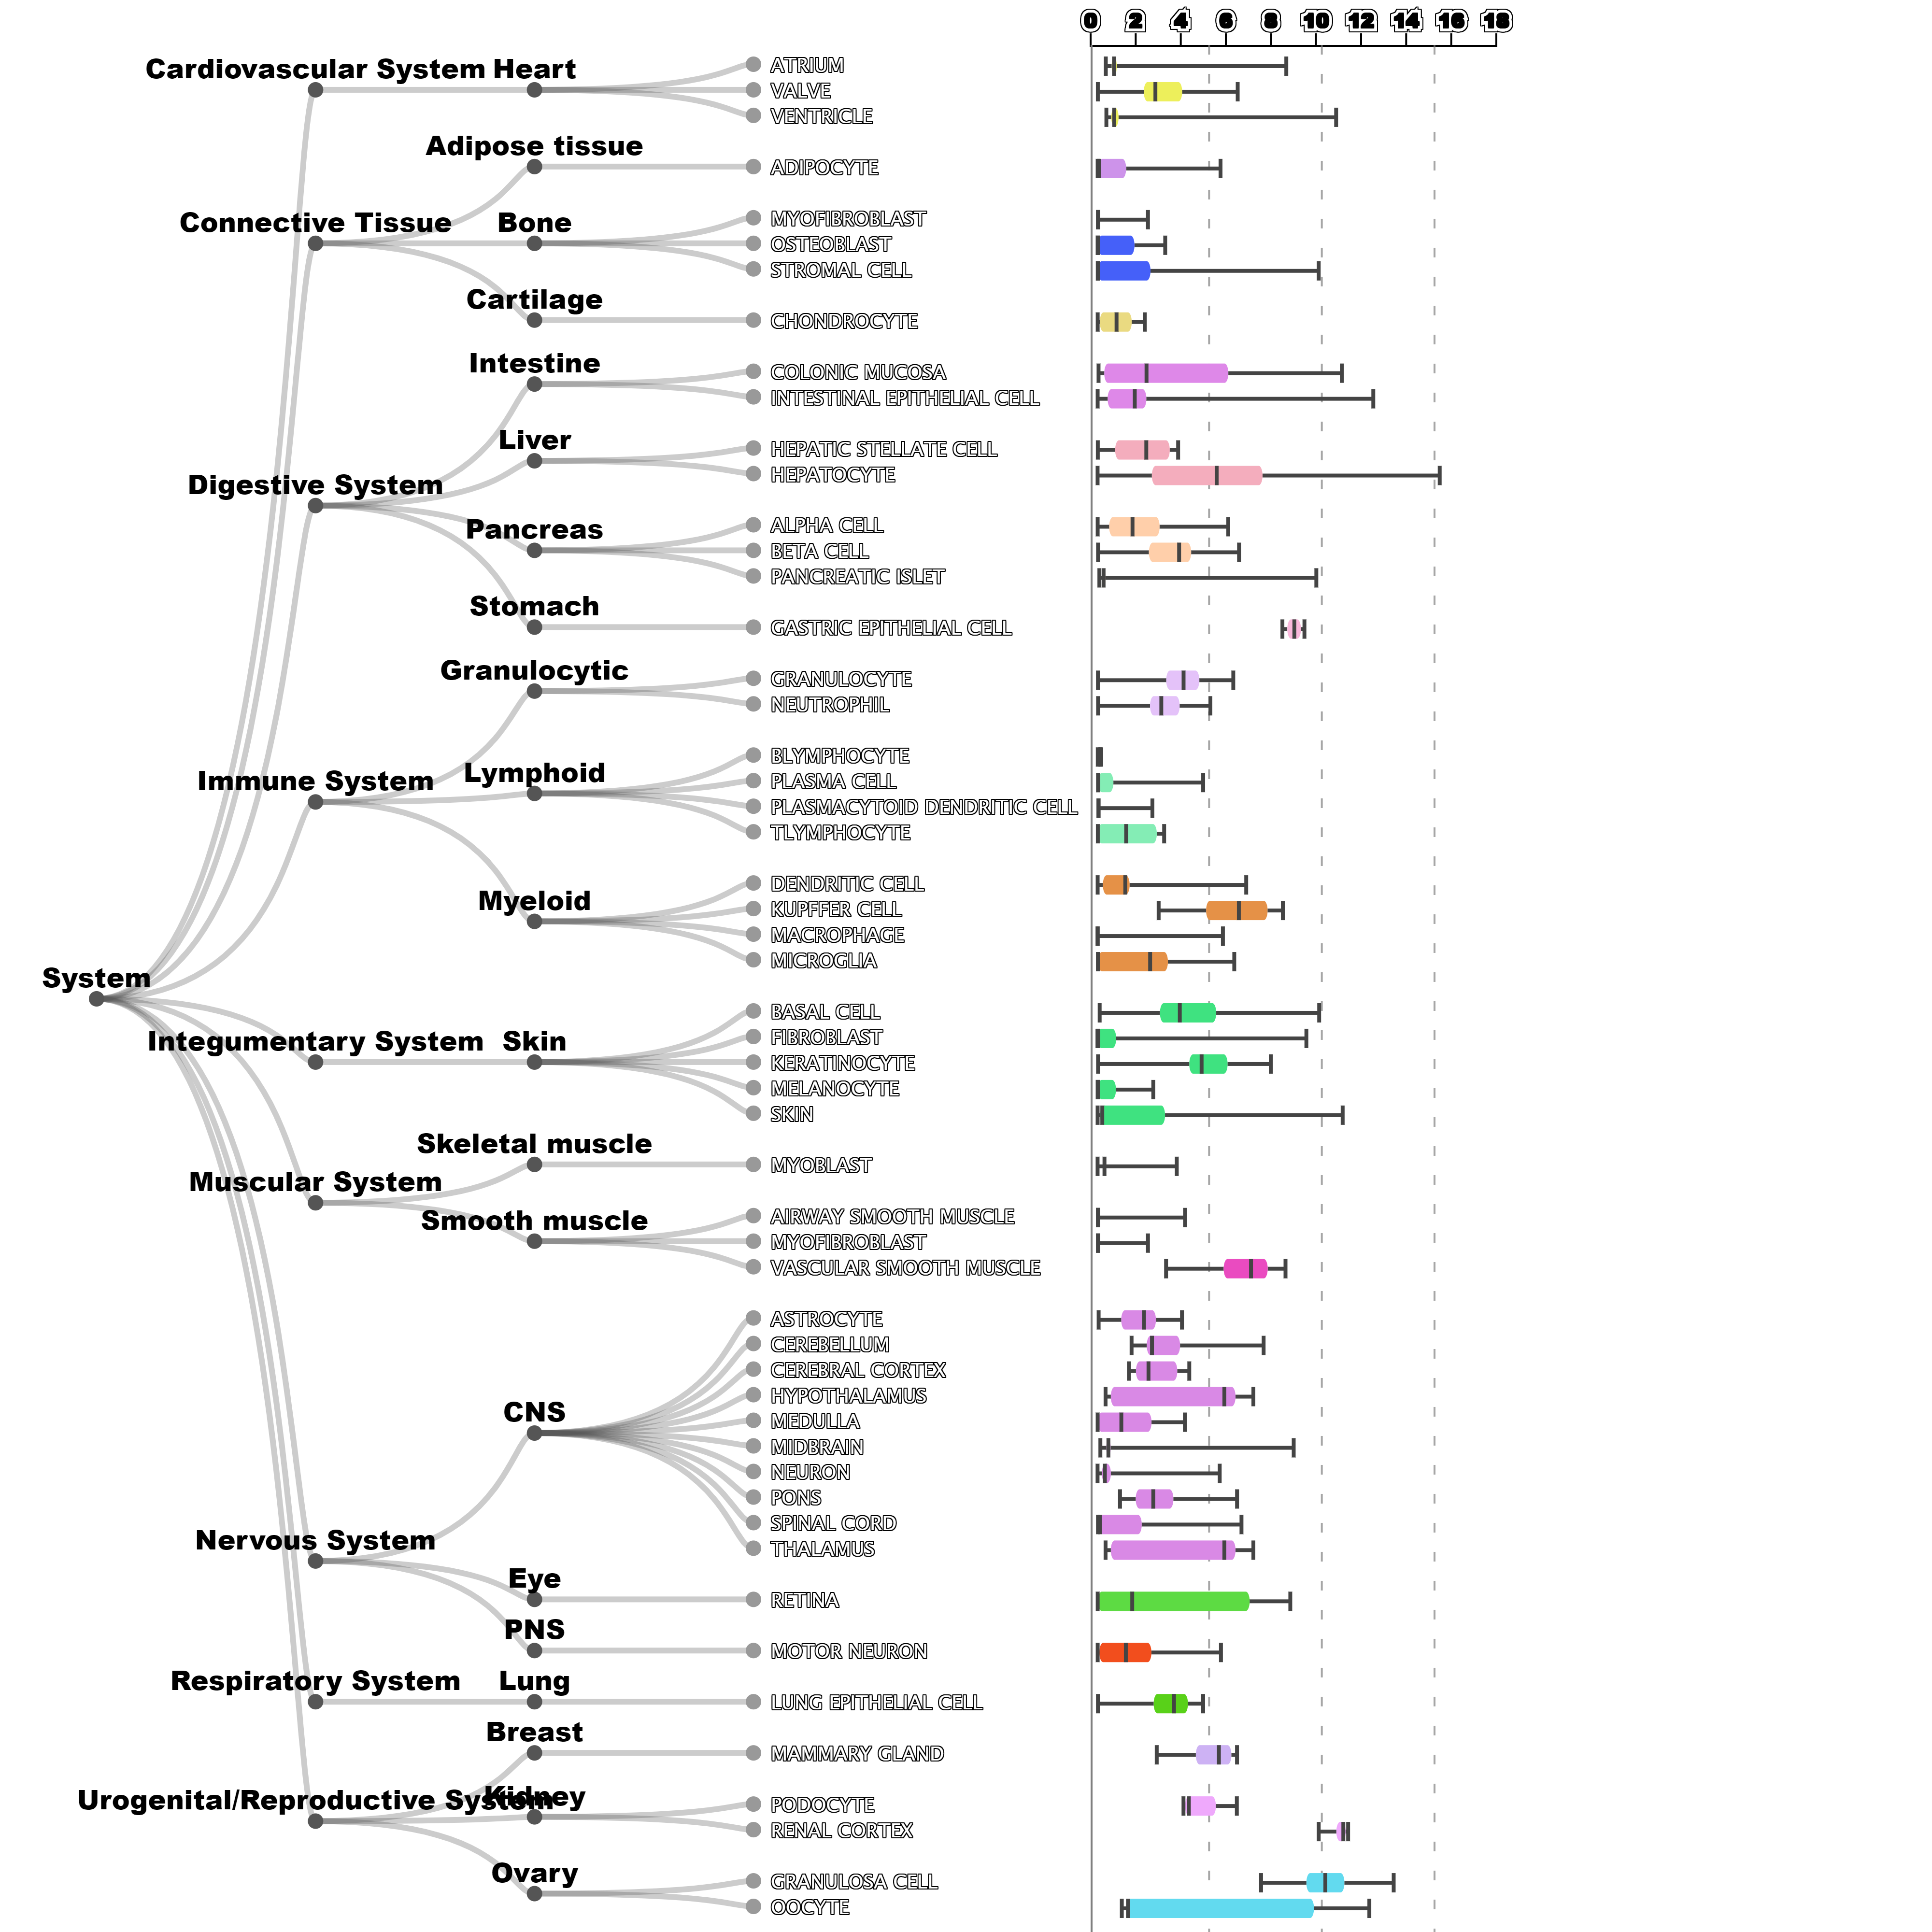 0 2 4 6 8 10 12 14 16 18
Cardiovascular System Heart
ATRIUM
VALVE
VENTRICLE
Adipose tissue
ADIPOCYTE
Connective Tissue Bone
MYOFIBROBLAST
OSTEOBLAST
STROMAL CELL
Cartilage
CHONDROCYTE
Intestine
COLONIC MUCOSA
INTESTINAL EPITHELIAL CELL
Liver
HEPATIC STELLATE CELL
HEPATOCYTE
Digestive System
Pancreas
ALPHA CELL
BETA CELL
PANCREATIC ISLET
Stomach
GASTRIC EPITHELIAL CELL
Granulocytic
GRANULOCYTE
NEUTROPHIL
Immune System Lymphoid
BLYMPHOCYTE
PLASMA CELL
PLASMACYTOID DENDRITIC CELL
TLYMPHOCYTE
Myeloid
DENDRITIC CELL
KUPFFER CELL
MACROPHAGE
MICROGLIA
System
Integumentary System Skin
BASAL CELL
FIBROBLAST
KERATINOCYTE
MELANOCYTE
SKIN
Skeletal muscle
MYOBLAST
Muscular System
Smooth muscle
AIRWAY SMOOTH MUSCLE
MYOFIBROBLAST
VASCULAR SMOOTH MUSCLE
CNS
ASTROCYTE
CEREBELLUM
CEREBRAL CORTEX
HYPOTHALAMUS
MEDULLA
MIDBRAIN
NEURON
PONS
SPINAL CORD
THALAMUS
Nervous System
Eye
RETINA
PNS
MOTOR NEURON
Respiratory System Lung
LUNG EPITHELIAL CELL
Breast
MAMMARY GLAND
Urogenital/Reproductive System Kidney
PODOCYTE
RENAL CORTEX
Ovary
GRANULOSA CELL
OOCYTE